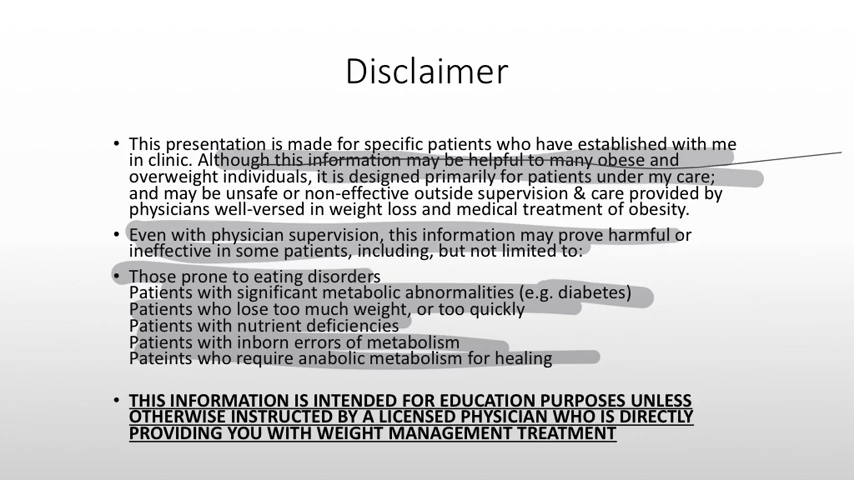 Disclaimer
• This presentation is made for specific patients who have established with me
in clinic. Although this information may be helpful to many obese and
overweight individuals, it is designed primarily for patients under my care;
and may be unsafe or non-effective outside supervision & care provided by
physicians well-versed in weight loss and medical treatment of obesity.
• Even with physician supervision, this information may prove harmful or
ineffective in some patients, including, but not limited to:
• Those prone to eating disorders
Patients with significant metabolic abnormalities (e.g. diabetes)
Patients who lose too much weight, or too quickly
Patients with nutrient deficiencies
Patients with inborn errors of metabolism
Pateints who require anabolic metabolism for healing
• THIS INFORMATION IS INTENDED FOR EDUCATION PURPOSES UNLESS
OTHERWISE INSTRUCTED BY A LICENSED PHYSICIAN WHO IS DIRECTLY
PROVIDING YOU WITH WEIGHT MANAGEMENT TREATMENT